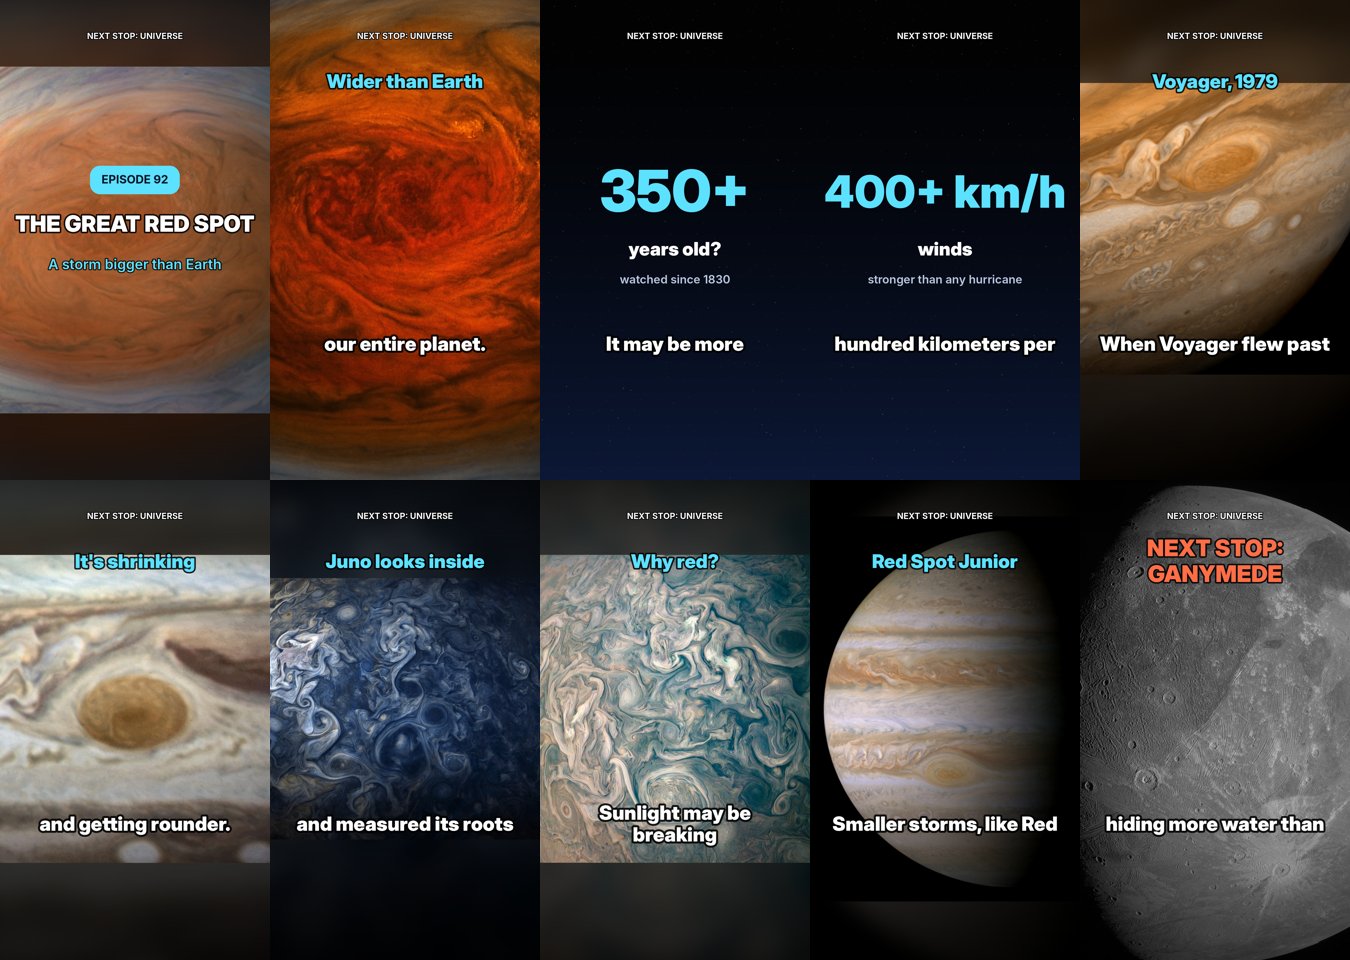 NEXT STOP: UNIVERSE
EPISODE 92
THE GREAT RED SPOT
A storm bigger than Earth
NEXT STOP: UNIVERSE
Wider than Earth
our entire planet.
NEXT STOP: UNIVERSE
350+
years old?
watched since 1830
It may be more
NEXT STOP: UNIVERSE
400+ km/h
winds
stronger than any hurricane
hundred kilometers per
NEXT STOP: UNIVERSE
Voyager, 1979
When Voyager flew past
NEXT STOP: UNIVERSE
It's shrinking
and getting rounder.
NEXT STOP: UNIVERSE
Juno looks inside
and measured its roots
NEXT STOP: UNIVERSE
Why red?
Sunlight may be
breaking
NEXT STOP: UNIVERSE
Red Spot Junior
Smaller storms, like Red
NEXT STOP: UNIVERSE
NEXT STOP:
GANYMEDE
hiding more water than